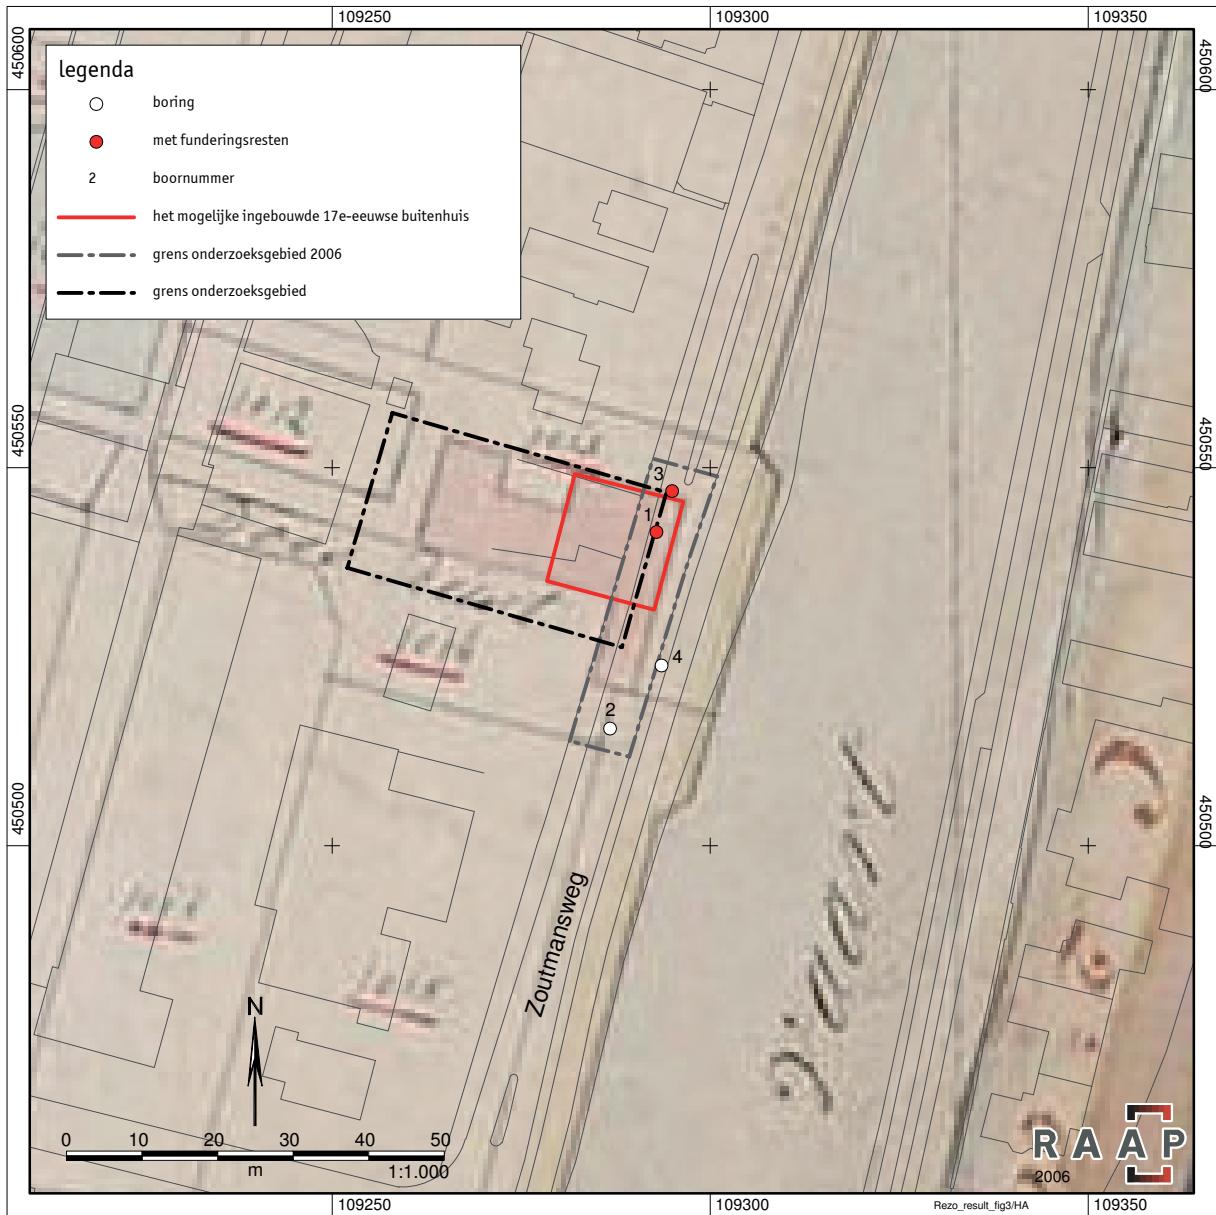 109250
109300
109350
450600
450600
legenda
boring
met funderingsresten
2
boornummer
het mogelijke ingebouwde 17e-eeuwse buitenhuis
grens onderzoeksgebied 2006
grens onderzoeksgebied
450550
450550
3
1
4
2
450500
450500
Zoutmansweg
N
0 10 20 30 40 50
m
1:1.000
RAAP
2006
109250
109300
109350
Rezo_result_fig3/HA